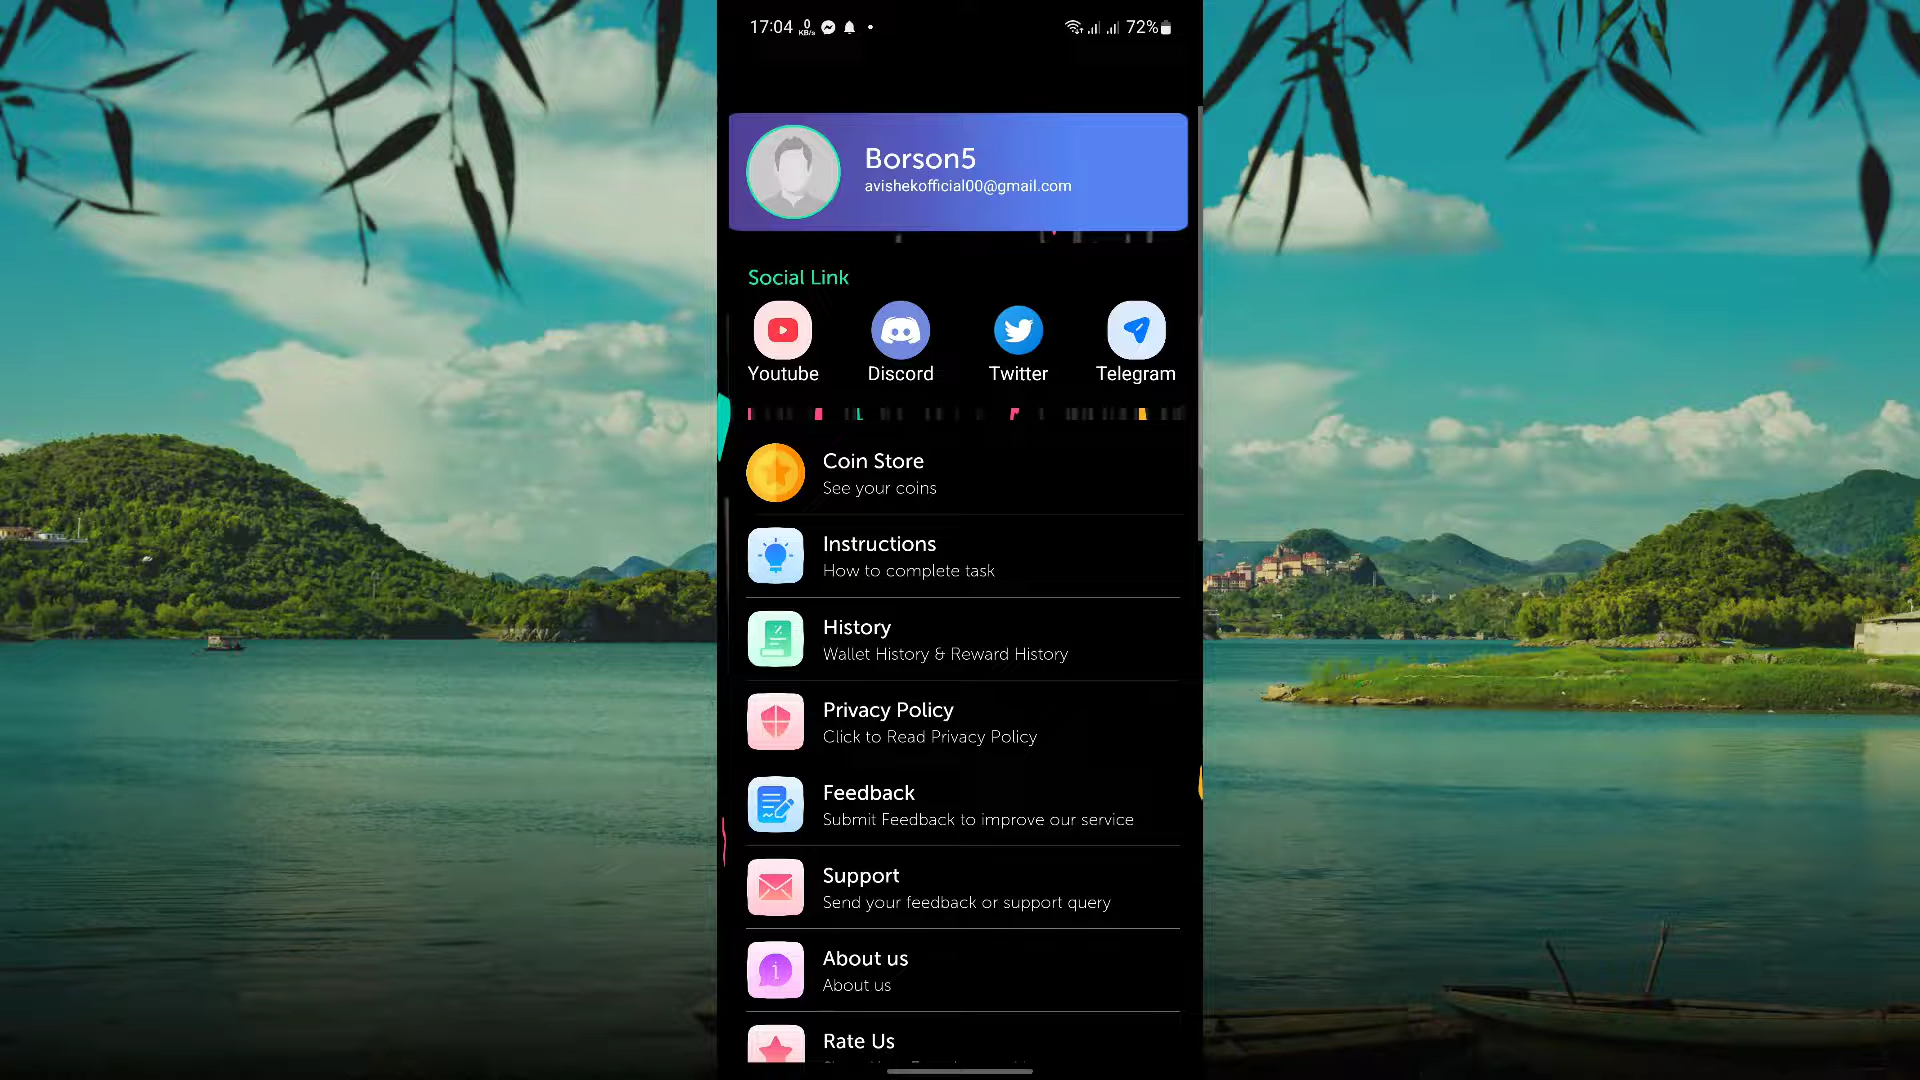 17:04 0 KB/s 72%
Borson5
avishekofficial00@gmail.com
Social Link
Youtube Discord Twitter Telegram
Coin Store
See your coins
Instructions
How to complete task
History
Wallet History & Reward History
Privacy Policy
Click to Read Privacy Policy
Feedback
Submit Feedback to improve our service
Support
Send your feedback or support query
About us
About us
Rate Us